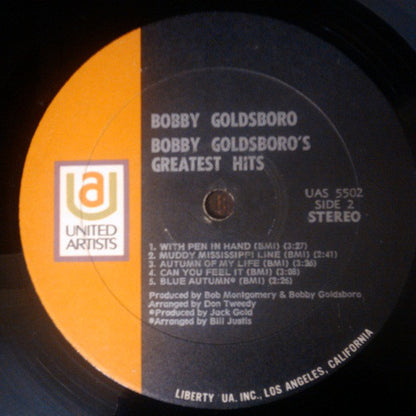 BOBBY GOLDSBORO
BOBBY GOLDSBORO'S
GREATEST HITS
UAS 5502
SIDE 2
STEREO
ua
UNITED
ARTISTS
1. WITH PEN IN HAND (BMI) (3:27)
2. MUDDY MISSISSIPPI LINE (BMI) (2:41)
3. AUTUMN OF MY LIFE (BMI) (3:36)
4. CAN YOU FEEL IT (BMI) (3:08)
5. BLUE AUTUMN* (BMI) (2:26)
Produced by Bob Montgomery & Bobby Goldsboro
Arranged by Don Tweedy
*Produced by Jack Gold
*Arranged by Bill Justis
LIBERTY UA, INC., LOS ANGELES, CALIFORNIA